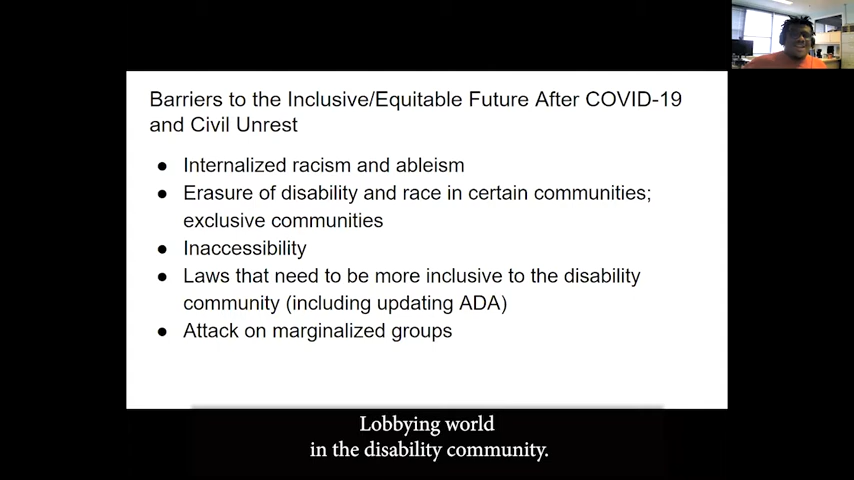 Barriers to the Inclusive/Equitable Future After COVID-19
and Civil Unrest
● Internalized racism and ableism
● Erasure of disability and race in certain communities;
exclusive communities
● Inaccessibility
● Laws that need to be more inclusive to the disability
community (including updating ADA)
● Attack on marginalized groups
Lobbying world
in the disability community.